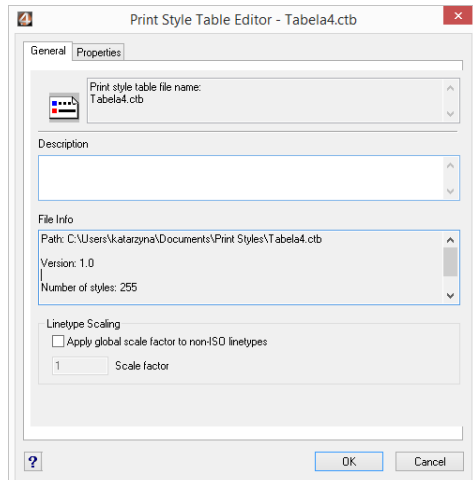 Print Style Table Editor - Tabela4.ctb
General Properties
Print style table file name:
Tabela4.ctb
Description
File Info
Path: C:\Users\katarzyna\Documents\Print Styles\Tabela4.ctb
Version: 1.0
Number of styles: 255
Linetype Scaling
Apply global scale factor to non-ISO linetypes
1 Scale factor
? OK Cancel